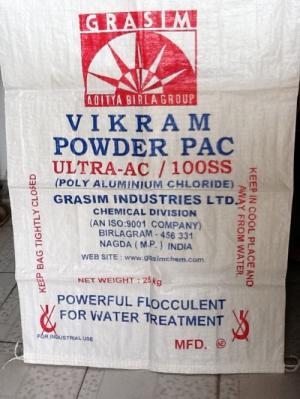 GRASIM
ADITYA BIRLA GROUP
VIKRAM
POWDER PAC
ULTRA-AC / 100SS
(POLY ALUMINIUM CHLORIDE)
GRASIM INDUSTRIES LTD.
CHEMICAL DIVISION
(AN ISO:9001 COMPANY)
BIRLAGRAM - 456 331
NAGDA ( M.P. ) INDIA
WEB SITE : www.grasimchem.com
KEEP BAG TIGHTLY CLOSED
KEEP IN COOL PLACE AND
AWAY FROM WATER
NET WEIGHT : 25 kg
POWERFUL FLOCCULENT
FOR WATER TREATMENT
FOR INDUSTRIAL USE
MFD.